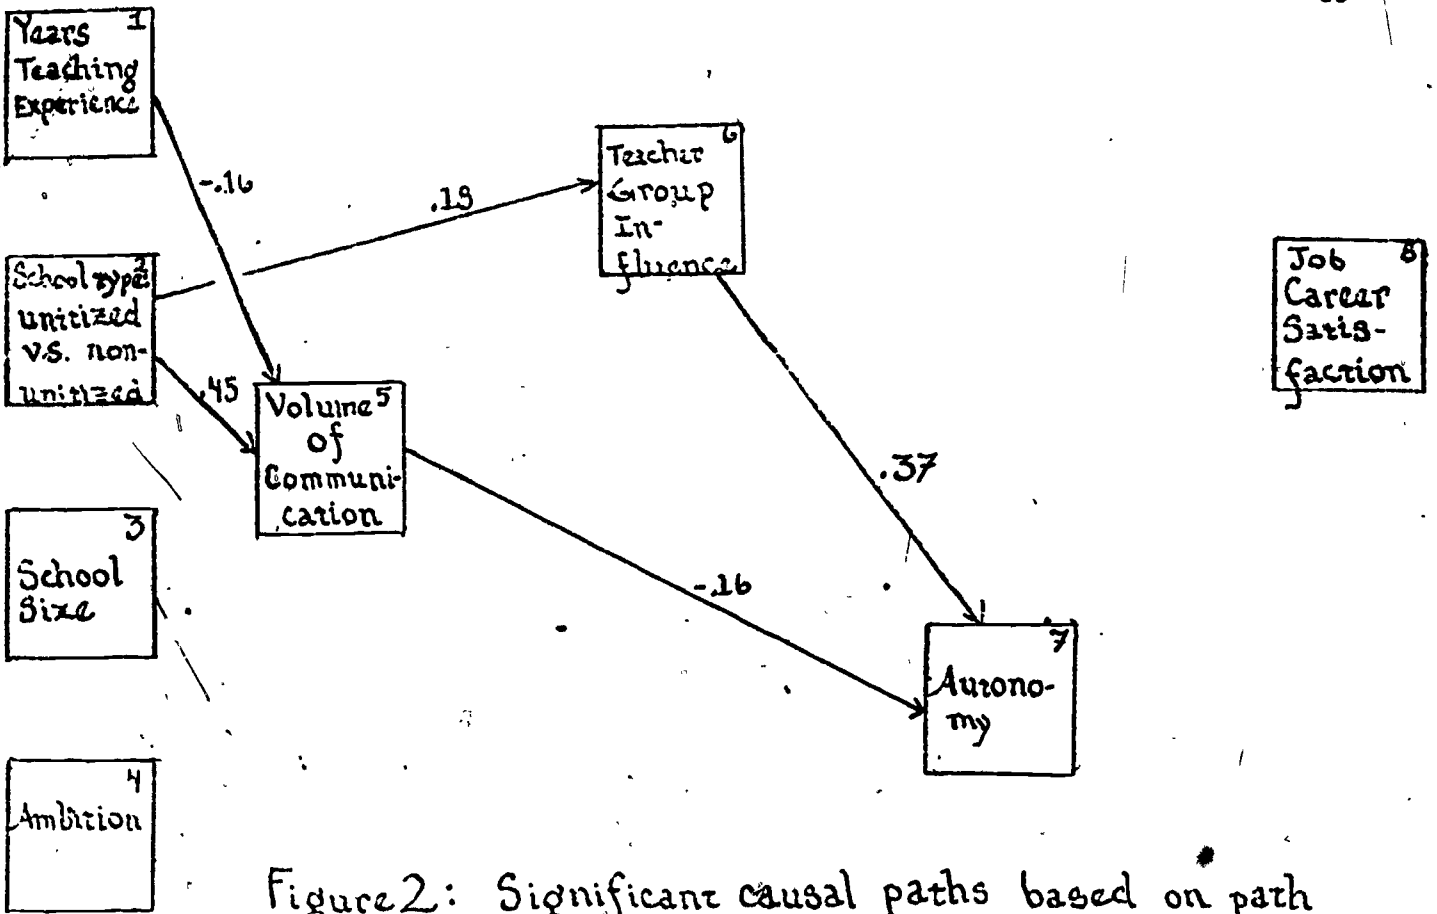 1
Years
Teaching
Experience
-.16
2
School type:
unitized
v.s. non-
unitized
.45
3
School
Size
4
Ambition
Volume 5
of
Communi-
cation
6
Teacher
Group
In-
fluence
.37
-.16
7
Autono-
my
8
Job
Career
Satis-
faction
Figure 2: Significant causal paths based on path